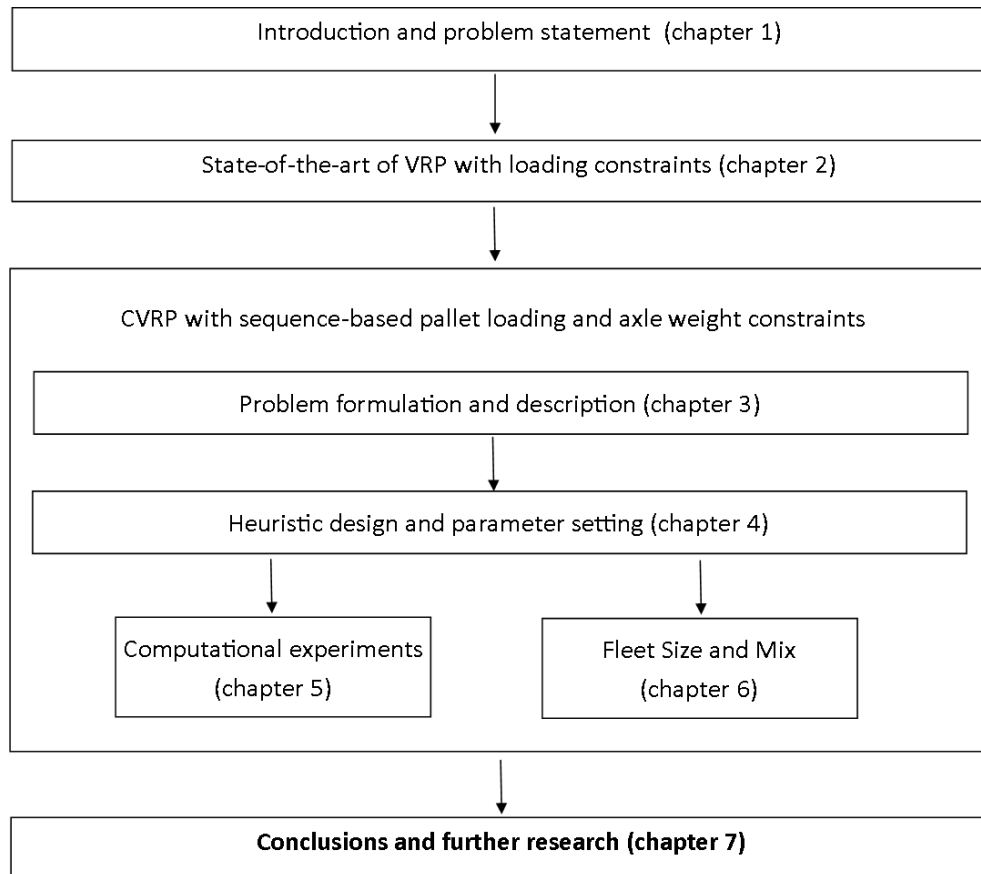 Introduction and problem statement (chapter 1)
State-of-the-art of VRP with loading constraints (chapter 2)
CVRP with sequence-based pallet loading and axle weight constraints
Problem formulation and description (chapter 3)
Heuristic design and parameter setting (chapter 4)
Computational experiments
(chapter 5)
Fleet Size and Mix
(chapter 6)
Conclusions and further research (chapter 7)